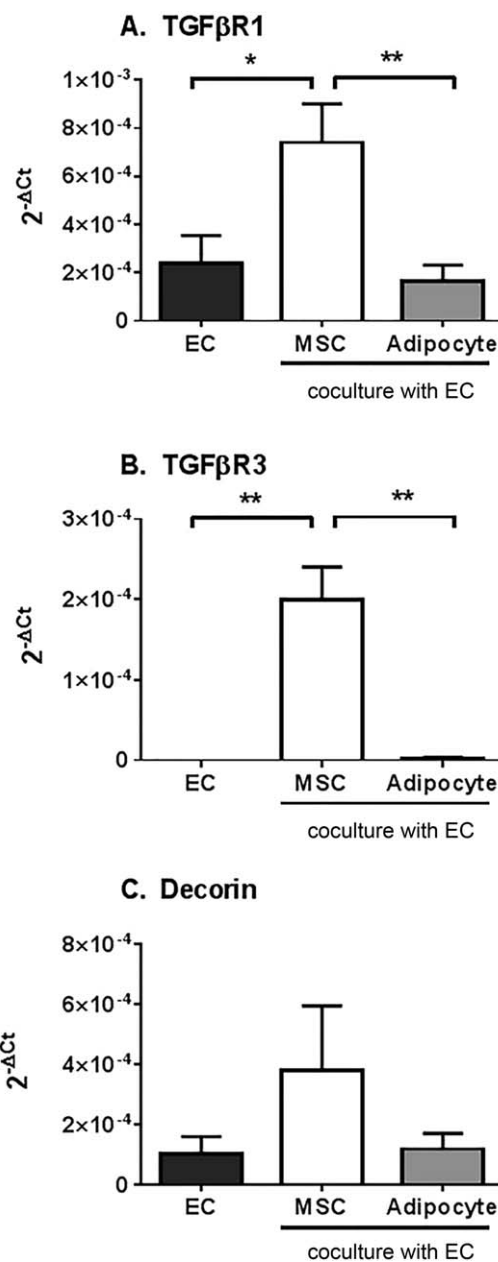 A. TGFβR1
* **
1×10⁻³
8×10⁻⁴
6×10⁻⁴
4×10⁻⁴
2×10⁻⁴
0
2⁻ΔCt
EC MSC Adipocyte
coculture with EC
B. TGFβR3
** **
3×10⁻⁴
2×10⁻⁴
1×10⁻⁴
0
2⁻ΔCt
EC MSC Adipocyte
coculture with EC
C. Decorin
8×10⁻⁴
6×10⁻⁴
4×10⁻⁴
2×10⁻⁴
0
2⁻ΔCt
EC MSC Adipocyte
coculture with EC